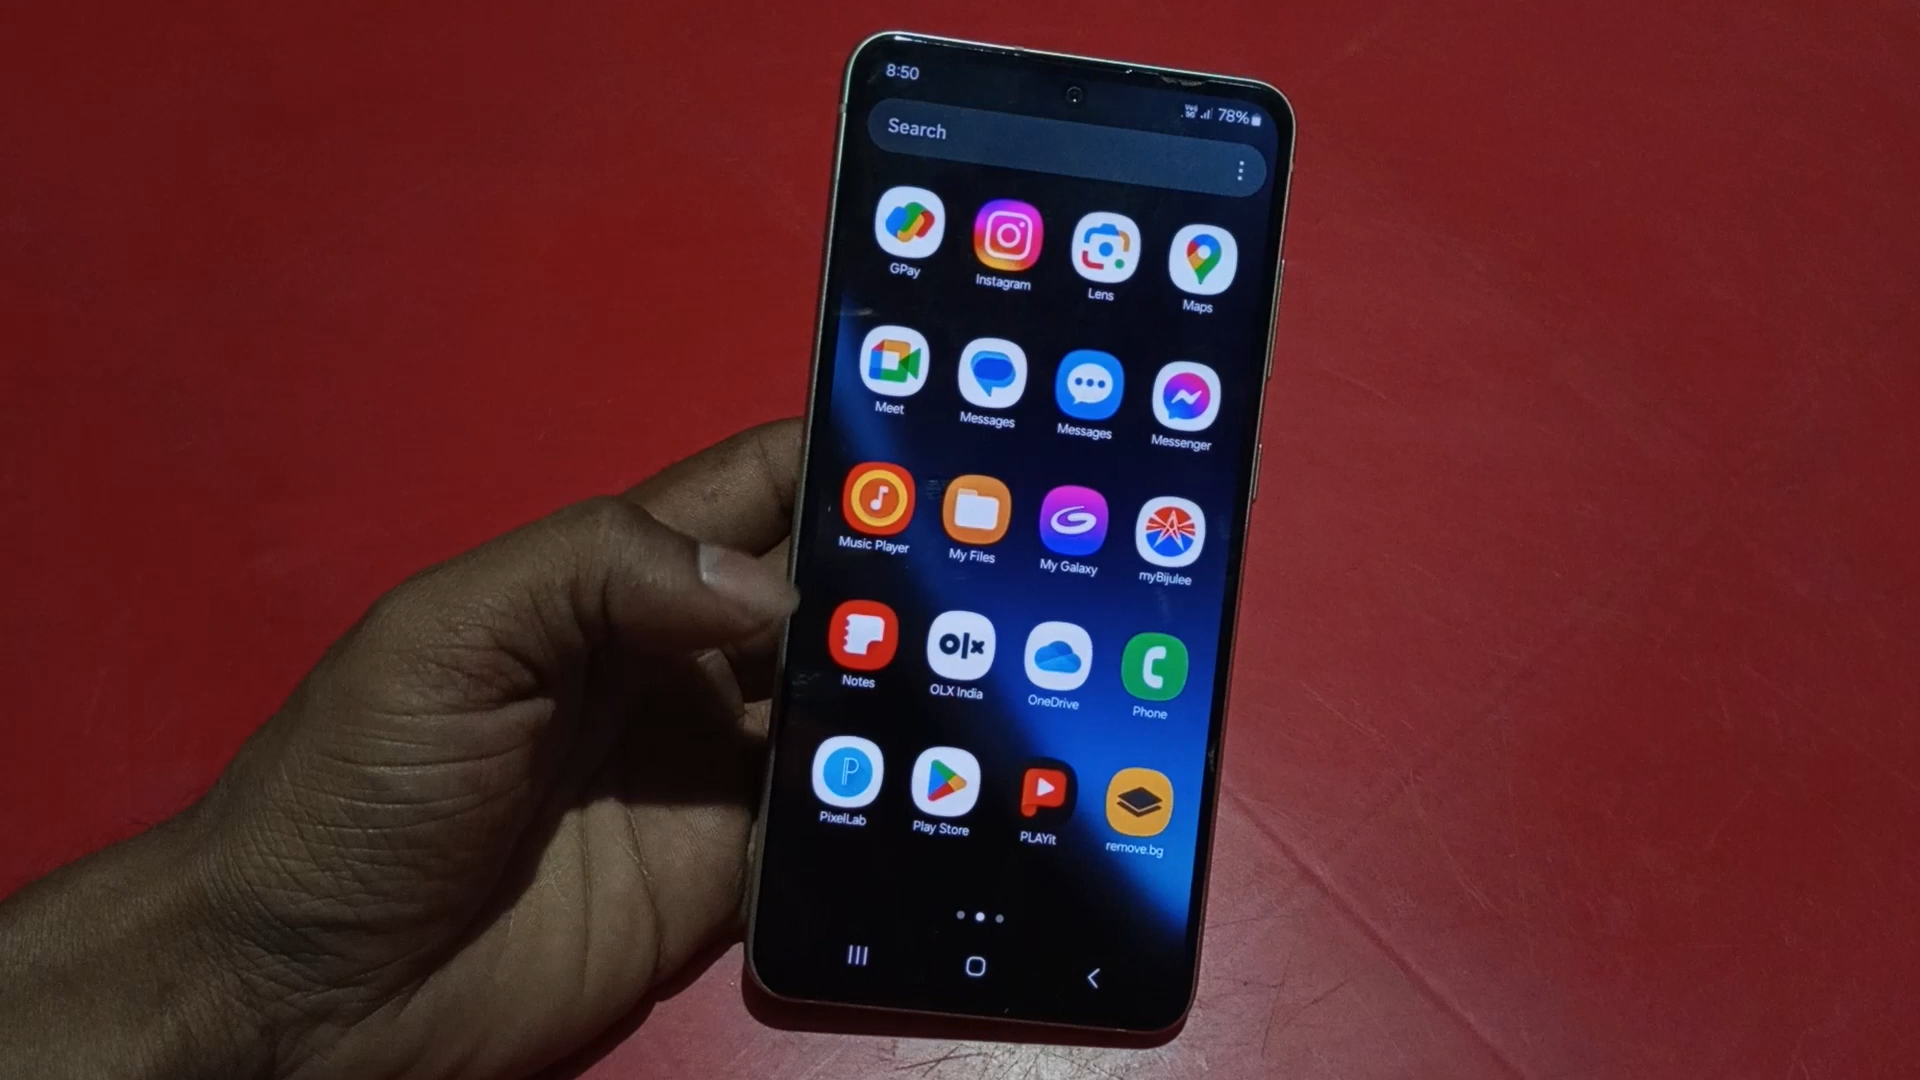 8:50
78%
Search
GPay Instagram Lens Maps
Meet Messages Messages Messenger
Music Player My Files My Galaxy myBijulee
olx
Notes OLX India OneDrive Phone
P
PixelLab Play Store PLAYit remove.bg